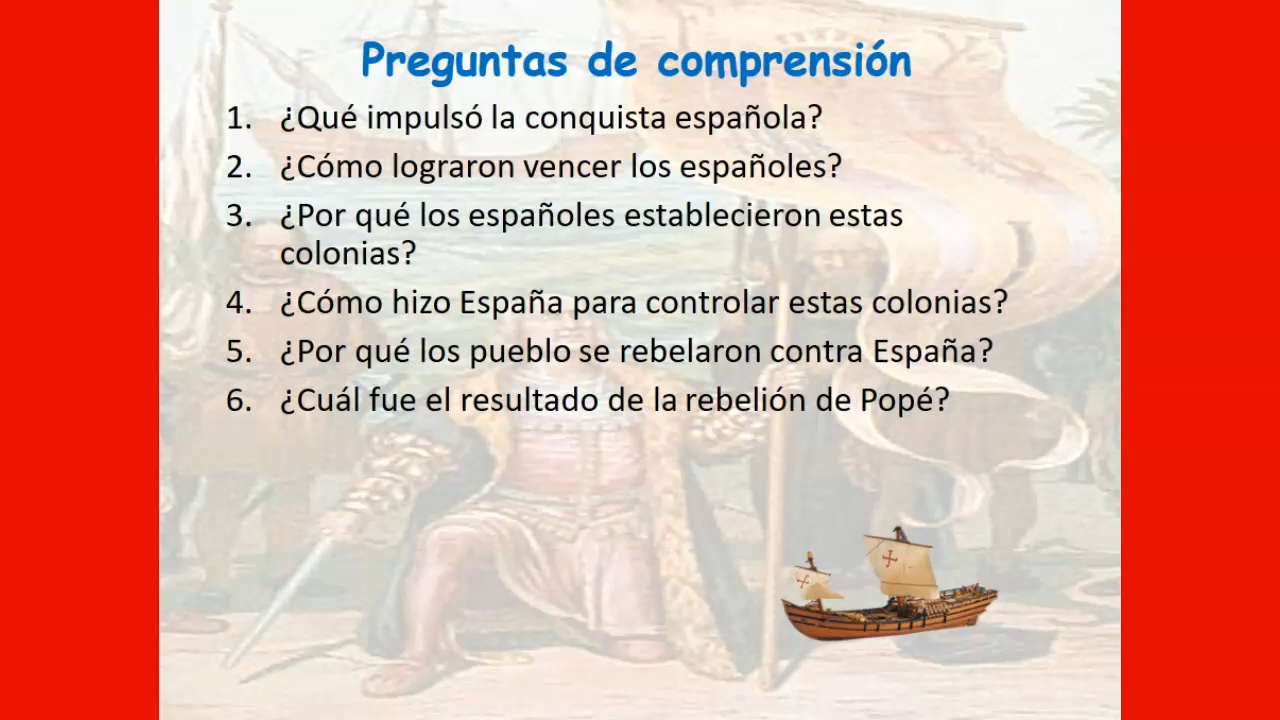 Preguntas de comprensión
1. ¿Qué impulsó la conquista española?
2. ¿Cómo lograron vencer los españoles?
3. ¿Por qué los españoles establecieron estas
colonias?
4. ¿Cómo hizo España para controlar estas colonias?
5. ¿Por qué los pueblo se rebelaron contra España?
6. ¿Cuál fue el resultado de la rebelión de Popé?